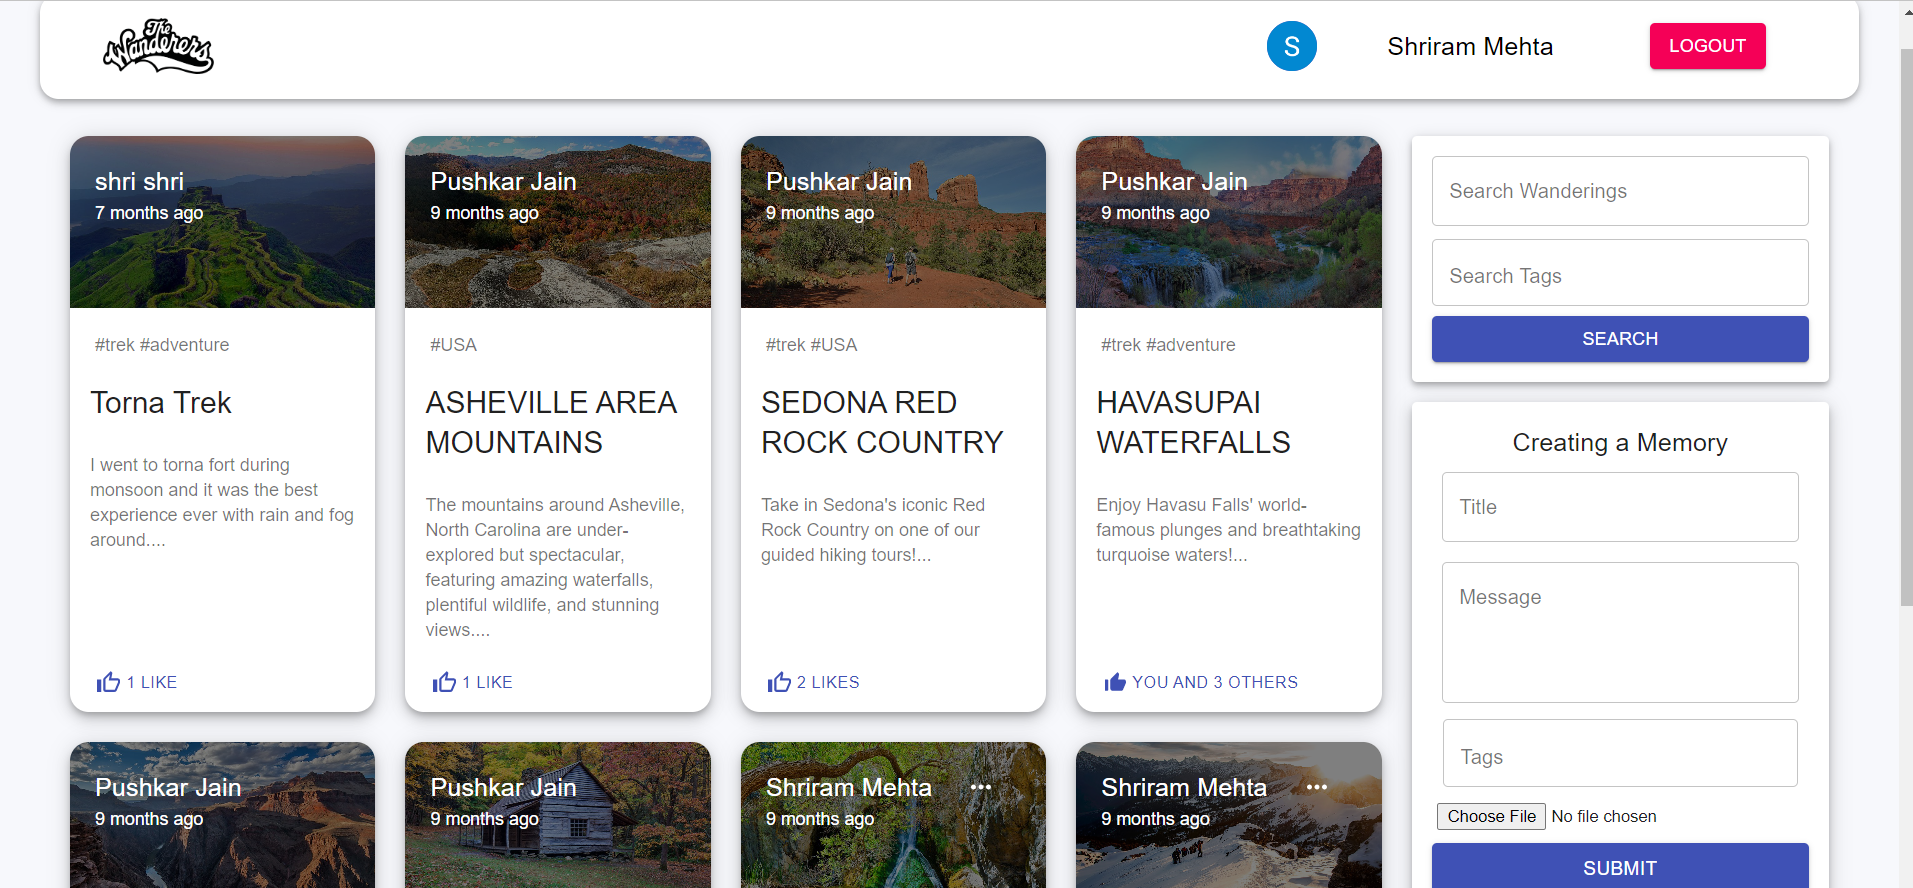 The
Wanderers
S
Shriram Mehta
LOGOUT
shri shri
7 months ago
#trek #adventure
Torna Trek
I went to torna fort during
monsoon and it was the best
experience ever with rain and fog
around....
1 LIKE
Pushkar Jain
9 months ago
#USA
ASHEVILLE AREA
MOUNTAINS
The mountains around Asheville,
North Carolina are under-
explored but spectacular,
featuring amazing waterfalls,
plentiful wildlife, and stunning
views....
1 LIKE
Pushkar Jain
9 months ago
#trek #USA
SEDONA RED
ROCK COUNTRY
Take in Sedona's iconic Red
Rock Country on one of our
guided hiking tours!...
2 LIKES
Pushkar Jain
9 months ago
#trek #adventure
HAVASUPAI
WATERFALLS
Enjoy Havasu Falls' world-
famous plunges and breathtaking
turquoise waters!...
YOU AND 3 OTHERS
Pushkar Jain
9 months ago
Pushkar Jain
9 months ago
Shriram Mehta
9 months ago
Shriram Mehta
9 months ago
Search Wanderings
Search Tags
SEARCH
Creating a Memory
Title
Message
Tags
Choose File No file chosen
SUBMIT